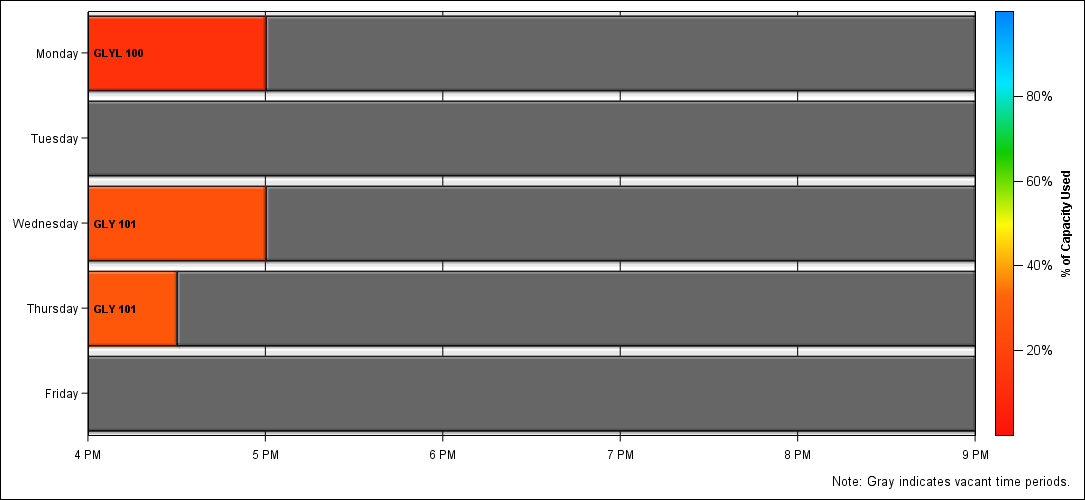 Monday
GLYL 100
Tuesday
Wednesday
GLY 101
Thursday
GLY 101
Friday
4 PM
5 PM
6 PM
7 PM
8 PM
9 PM
80%
60%
40%
20%
% of Capacity Used
Note: Gray indicates vacant time periods.